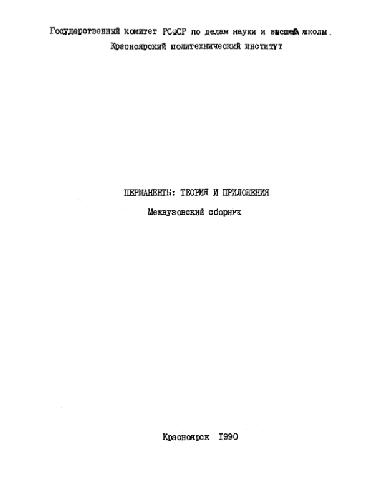 Государственный комитет РСФСР по делам науки и высшей школы.
Красноярский политехнический институт
ПЕРМАНЕНТЫ: ТЕОРИЯ И ПРИЛОЖЕНИЯ
Межвузовский сборник
Красноярск 1990